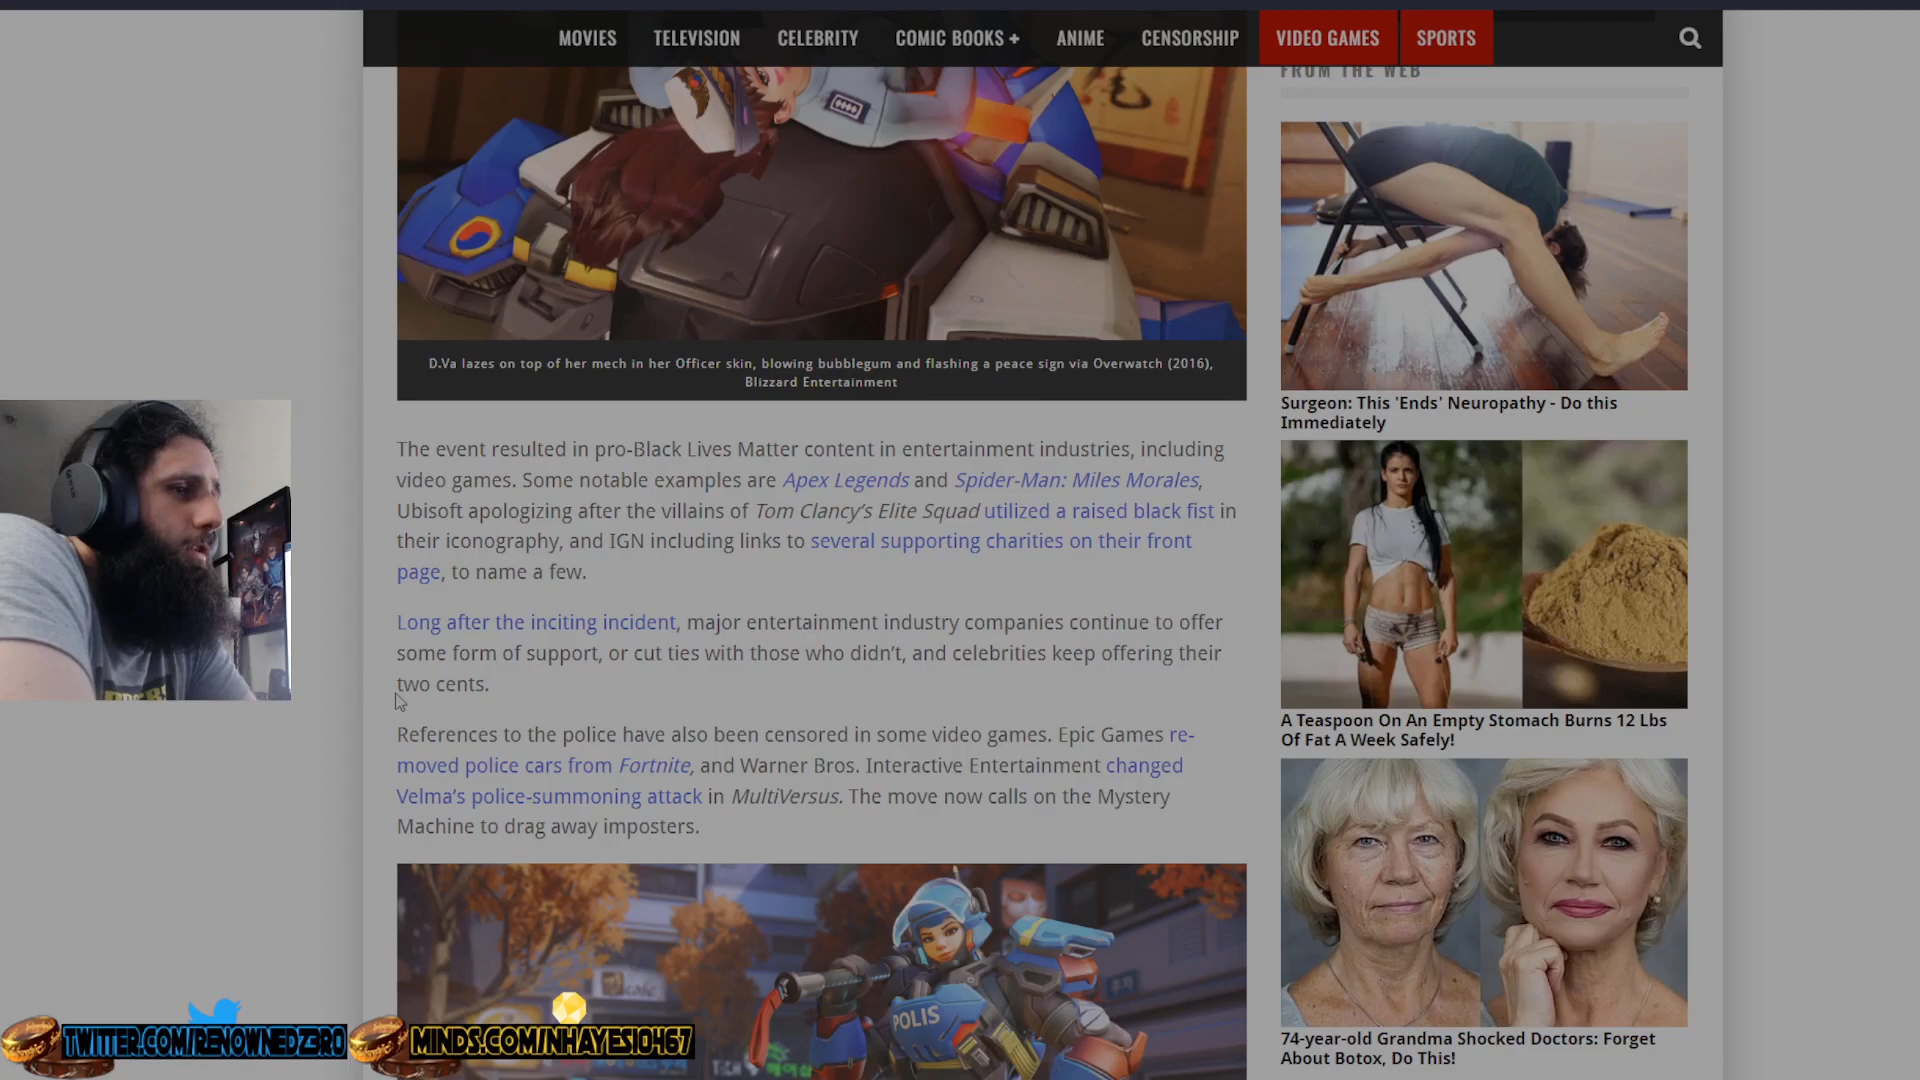 MOVIES TELEVISION CELEBRITY COMIC BOOKS + ANIME CENSORSHIP VIDEO GAMES SPORTS
FROM THE WEB
D.Va lazes on top of her mech in her Officer skin, blowing bubblegum and flashing a peace sign via Overwatch (2016),
Blizzard Entertainment
The event resulted in pro-Black Lives Matter content in entertainment industries, including
video games. Some notable examples are Apex Legends and Spider-Man: Miles Morales,
Ubisoft apologizing after the villains of Tom Clancy's Elite Squad utilized a raised black fist in
their iconography, and IGN including links to several supporting charities on their front
page, to name a few.
Long after the inciting incident, major entertainment industry companies continue to offer
some form of support, or cut ties with those who didn't, and celebrities keep offering their
two cents.
References to the police have also been censored in some video games. Epic Games re-
moved police cars from Fortnite, and Warner Bros. Interactive Entertainment changed
Velma's police-summoning attack in MultiVersus. The move now calls on the Mystery
Machine to drag away imposters.
POLIS
Surgeon: This 'Ends' Neuropathy - Do this
Immediately
A Teaspoon On An Empty Stomach Burns 12 Lbs
Of Fat A Week Safely!
74-year-old Grandma Shocked Doctors: Forget
About Botox, Do This!
TWITTER.COM/RENOWNEDZ3R0
MINDS.COM/NHAYES10467